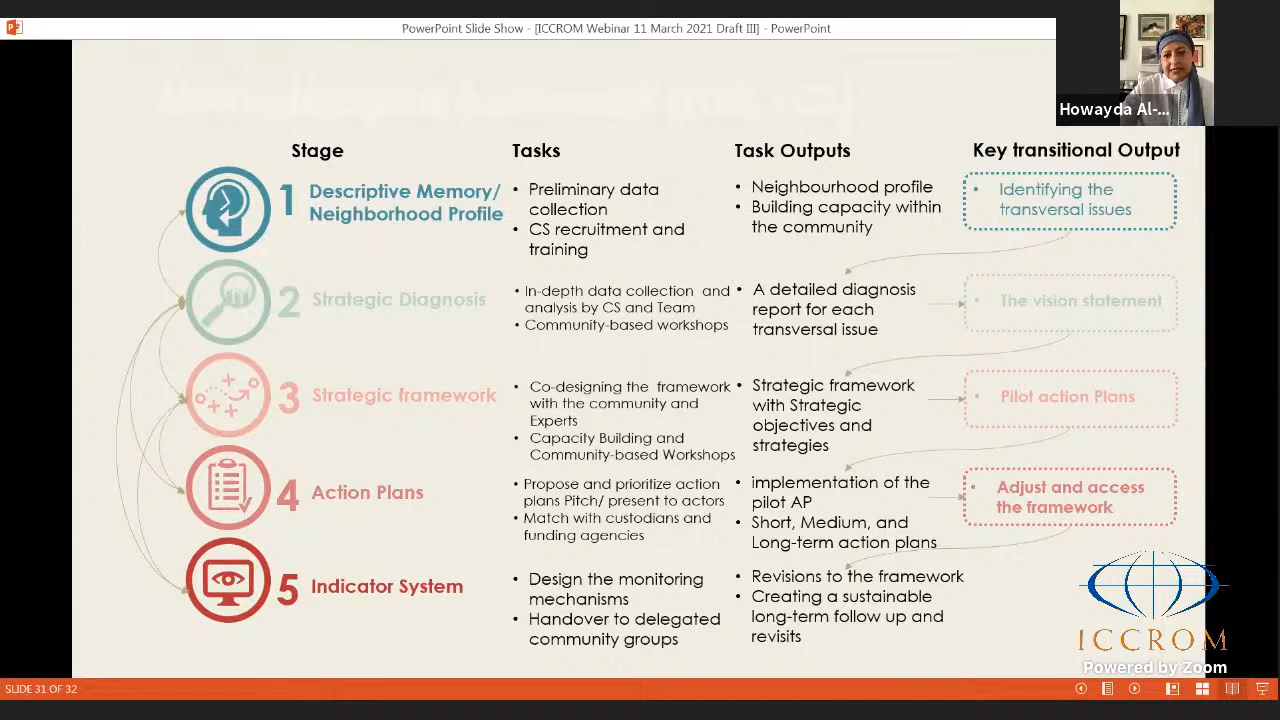 PowerPoint Slide Show - [ICCROM Webinar 11 March 2021 Draft III] - PowerPoint
Howayda Al-...
Stage
Tasks
Task Outputs
Key transitional Output
1
Descriptive Memory/
Neighborhood Profile
• Preliminary data
collection
• CS recruitment and
training
• Neighbourhood profile
• Building capacity within
the community
• Identifying the
transversal issues
2
Strategic Diagnosis
• In-depth data collection and
analysis by CS and Team
• Community-based workshops
• A detailed diagnosis
report for each
transversal issue
• The vision statement
3
Strategic framework
• Co-designing the framework
with the community and
Experts
• Capacity Building and
Community-based Workshops
• Strategic framework
with Strategic
objectives and
strategies
• Pilot action Plans
4
Action Plans
• Propose and prioritize action
plans Pitch/ present to actors
• Match with custodians and
funding agencies
• implementation of the
pilot AP
• Short, Medium, and
Long-term action plans
• Adjust and access
the framework
5
Indicator System
• Design the monitoring
mechanisms
• Handover to delegated
community groups
• Revisions to the framework
• Creating a sustainable
long-term follow up and
revisits
ICCROM
Powered by Zoom
SLIDE 31 OF 32